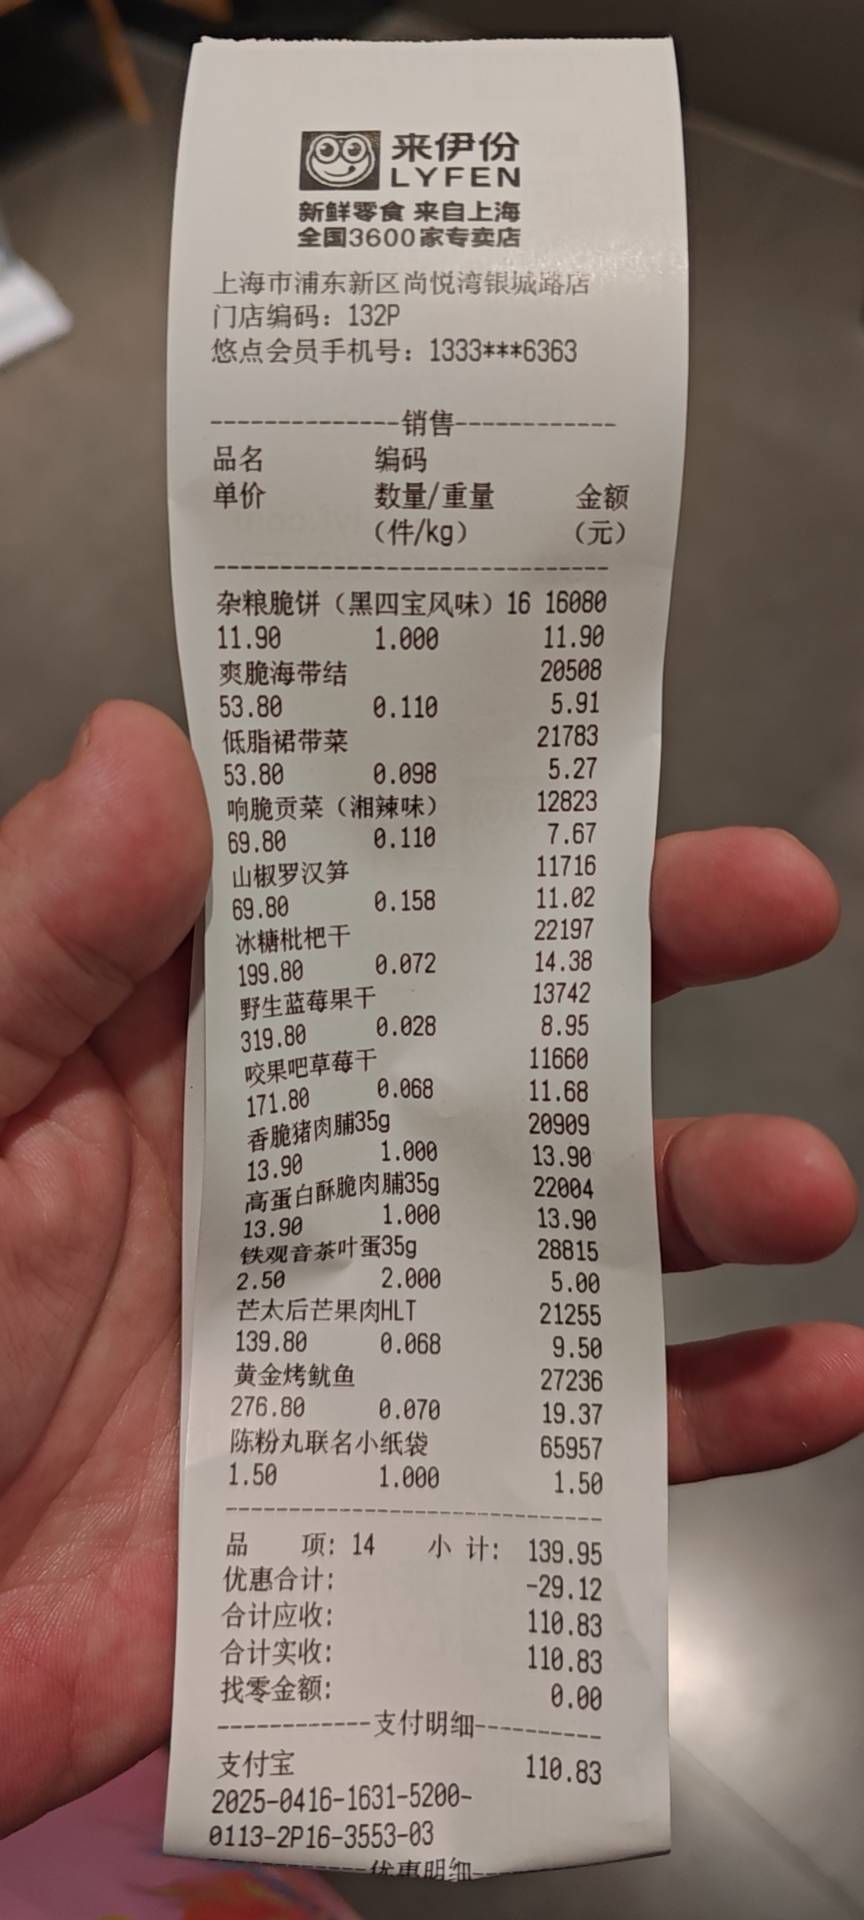 来伊份
LYFEN
新鲜零食 来自上海
全国3600家专卖店
上海市浦东新区尚悦湾银城路店
门店编码：132P
悠点会员手机号：1333***6363
--------------销售------------
品名 编码
单价 数量/重量 金额
（件/kg） （元）
------------------------------
杂粮脆饼（黑四宝风味）16 16080
11.90 1.000 11.90
爽脆海带结 20508
53.80 0.110 5.91
低脂裙带菜 21783
53.80 0.098 5.27
响脆贡菜（湘辣味） 12823
69.80 0.110 7.67
山椒罗汉笋 11716
69.80 0.158 11.02
冰糖枇杷干 22197
199.80 0.072 14.38
野生蓝莓果干 13742
319.80 0.028 8.95
咬果吧草莓干 11660
171.80 0.068 11.68
香脆猪肉脯35g 20909
13.90 1.000 13.90
高蛋白酥脆肉脯35g 22004
13.90 1.000 13.90
铁观音茶叶蛋35g 28815
2.50 2.000 5.00
芒太后芒果肉HLT 21255
139.80 0.068 9.50
黄金烤鱿鱼 27236
276.80 0.070 19.37
陈粉丸联名小纸袋 65957
1.50 1.000 1.50
------------------------------
品 项: 14 小 计: 139.95
优惠合计: -29.12
合计应收: 110.83
合计实收: 110.83
找零金额: 0.00
------------支付明细----------
支付宝 110.83
2025-0416-1631-5200-
0113-2P16-3553-03
------------优惠明细----------